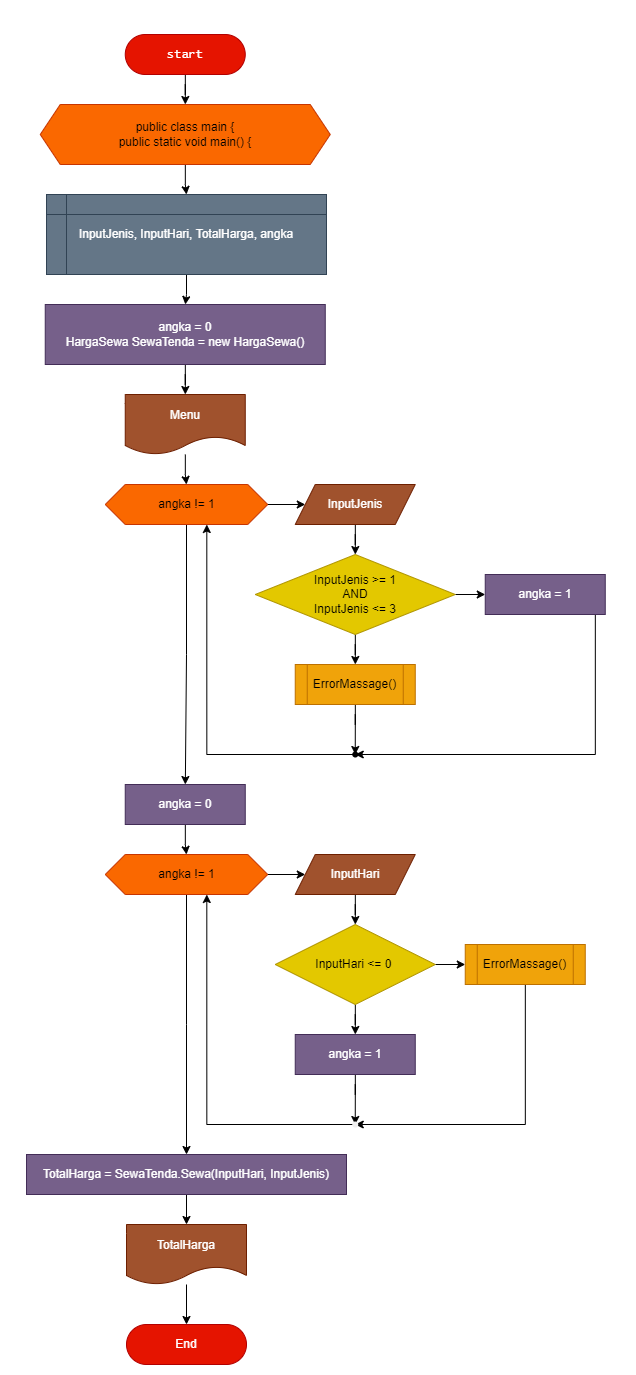 start
public class main {
public static void main() {
InputJenis, InputHari, TotalHarga, angka
angka = 0
HargaSewa SewaTenda = new HargaSewa()
Menu
angka != 1
InputJenis
InputJenis >= 1
AND
InputJenis <= 3
angka = 1
ErrorMassage()
angka = 0
angka != 1
InputHari
InputHari <= 0
ErrorMassage()
angka = 1
TotalHarga = SewaTenda.Sewa(InputHari, InputJenis)
TotalHarga
End